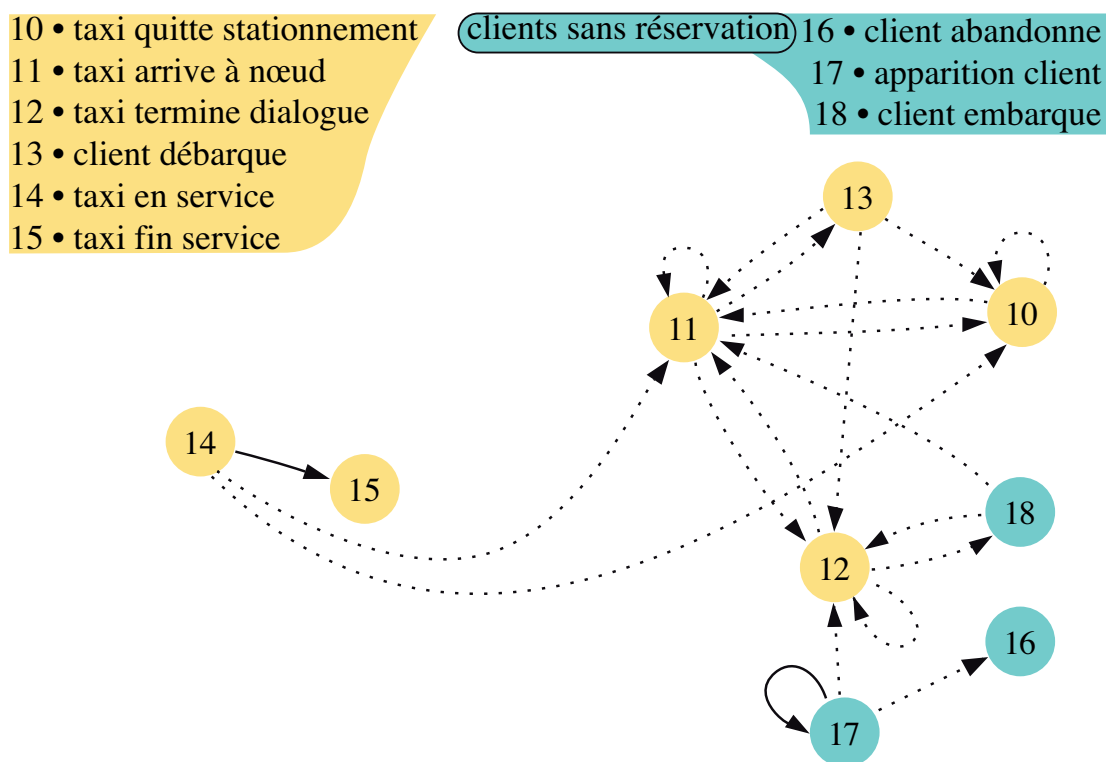 10 • taxi quitte stationnement
11 • taxi arrive à nœud
12 • taxi termine dialogue
13 • client débarque
14 • taxi en service
15 • taxi fin service
clients sans réservation
16 • client abandonne
17 • apparition client
18 • client embarque
13
10
11
14
15
18
12
16
17